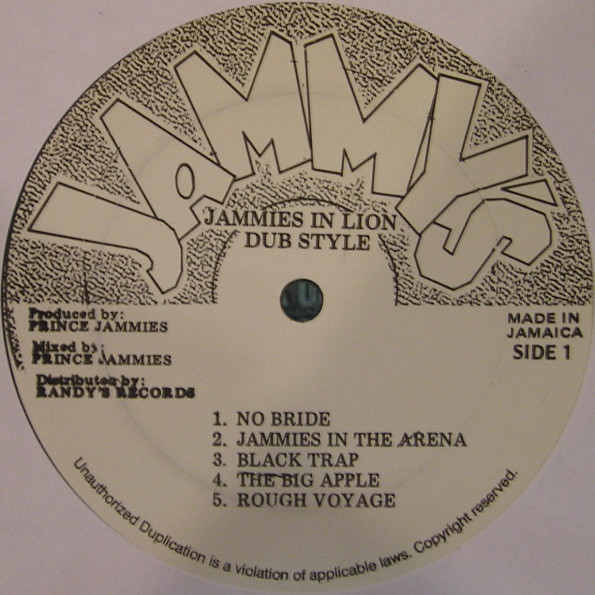 JAMMY'S
JAMMIES IN LION
DUB STYLE
Produced by:
PRINCE JAMMIES
Mixed by:
PRINCE JAMMIES
Distributed by:
RANDY'S RECORDS
MADE IN
JAMAICA
SIDE 1
1. NO BRIDE
2. JAMMIES IN THE ARENA
3. BLACK TRAP
4. THE BIG APPLE
5. ROUGH VOYAGE
Unauthorized Duplication is a violation of applicable laws. Copyright reserved.